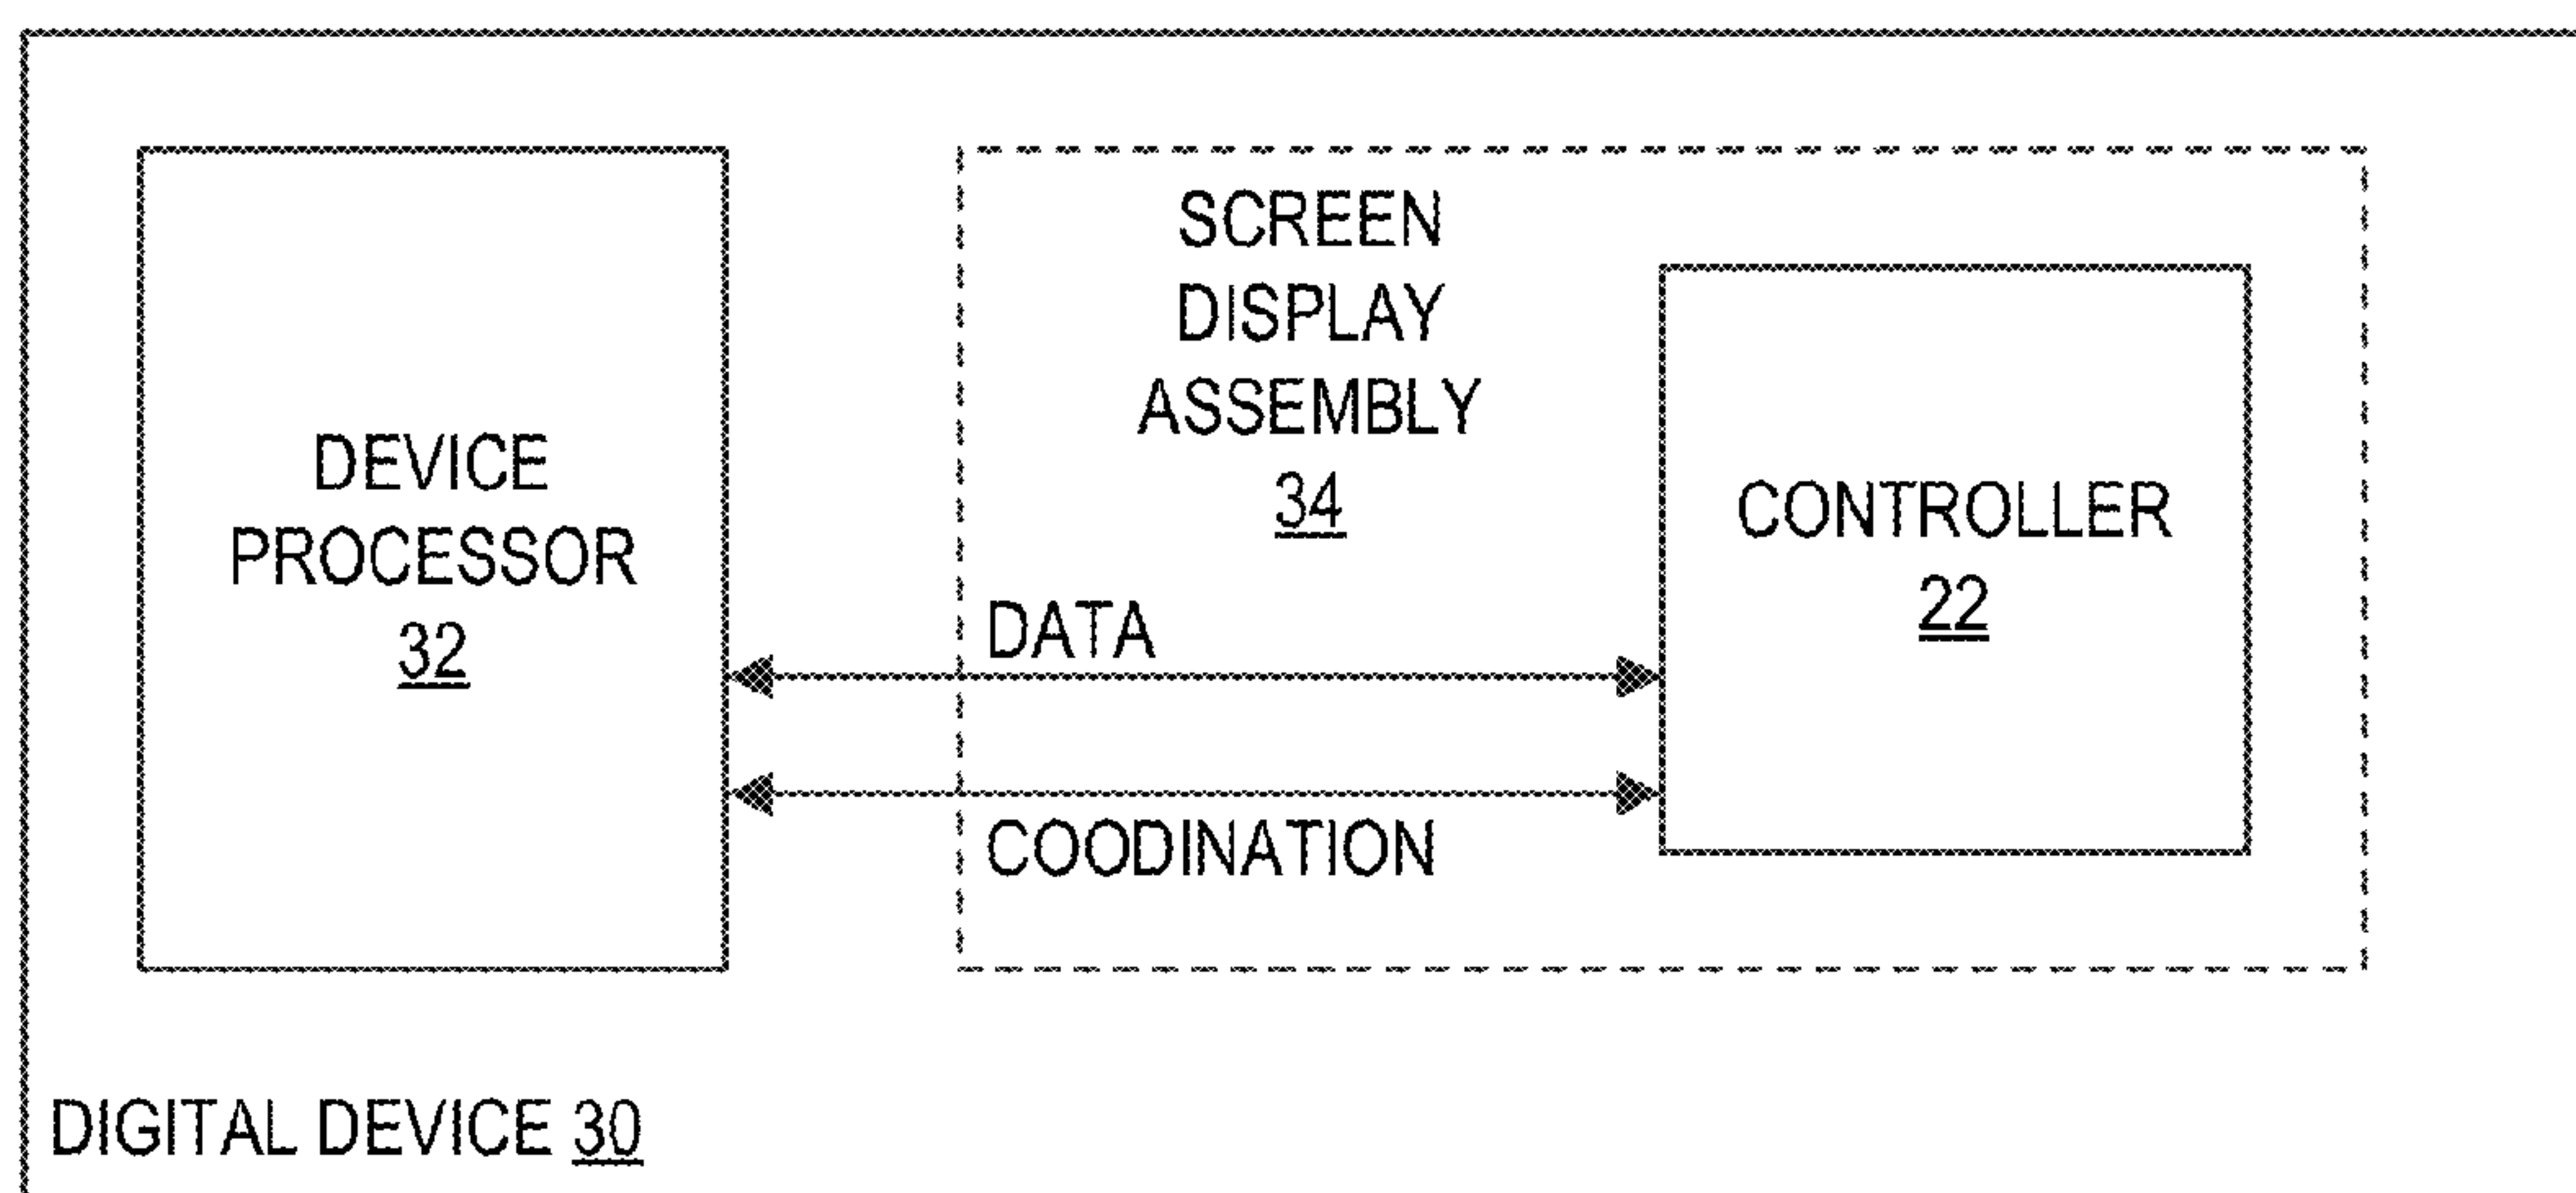 DEVICE
PROCESSOR
32
SCREEN
DISPLAY
ASSEMBLY
34
CONTROLLER
22
DATA
COODINATION
DIGITAL DEVICE 30